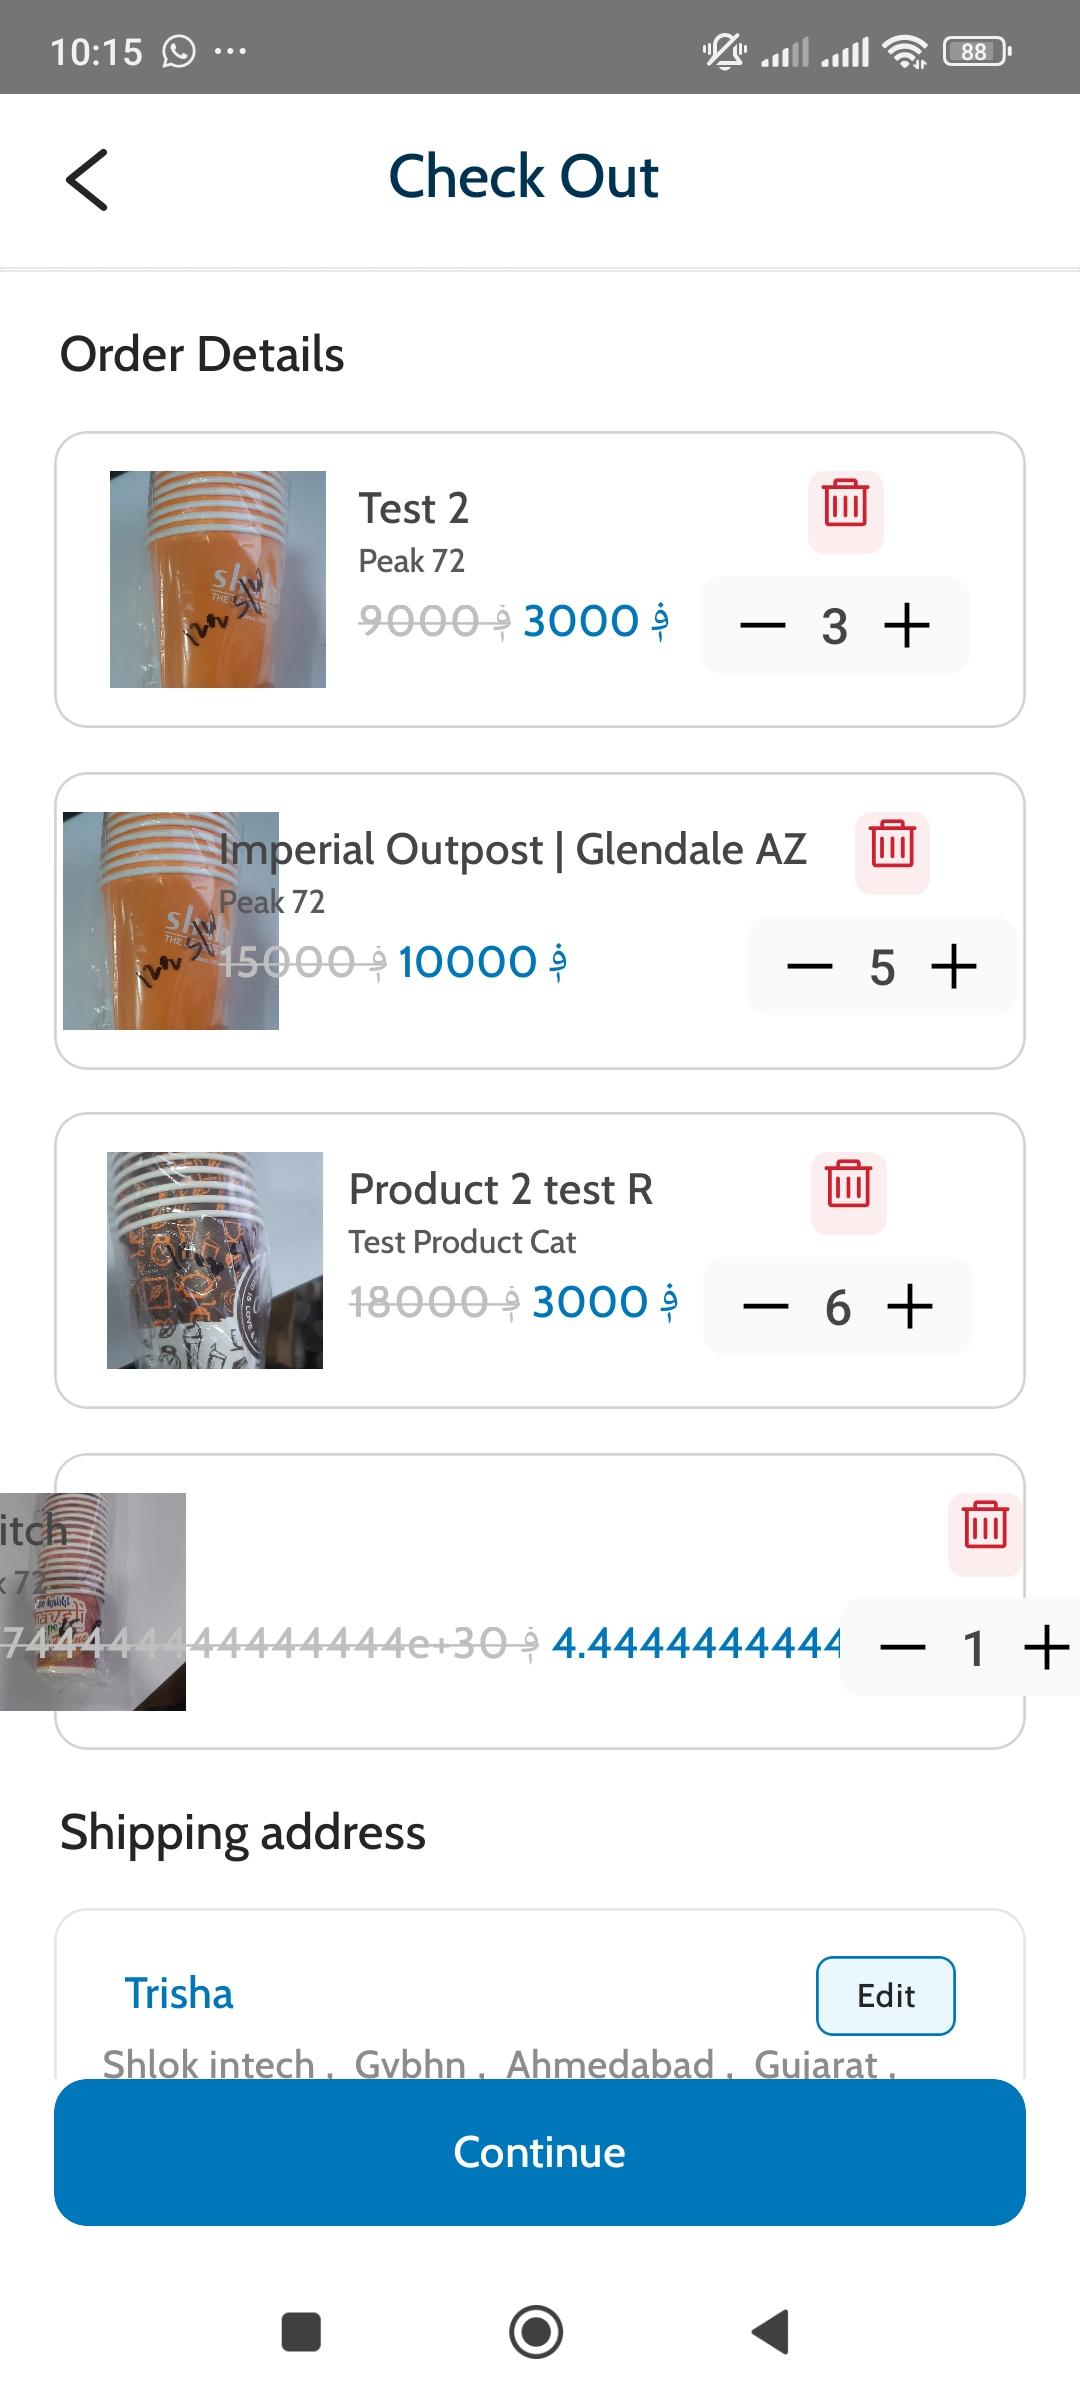 10:15
88
Check Out
Order Details
Test 2
Peak 72
9000 ؋ 3000 ؋
3
Imperial Outpost | Glendale AZ
Peak 72
15000 ؋ 10000 ؋
5
Product 2 test R
Test Product Cat
18000 ؋ 3000 ؋
6
itch
k 72
744444444444444e+30 ؋ 4.4444444444
1
Shipping address
Trisha
Edit
Shlok intech , Gvbhn , Ahmedabad , Gujarat ,
Continue